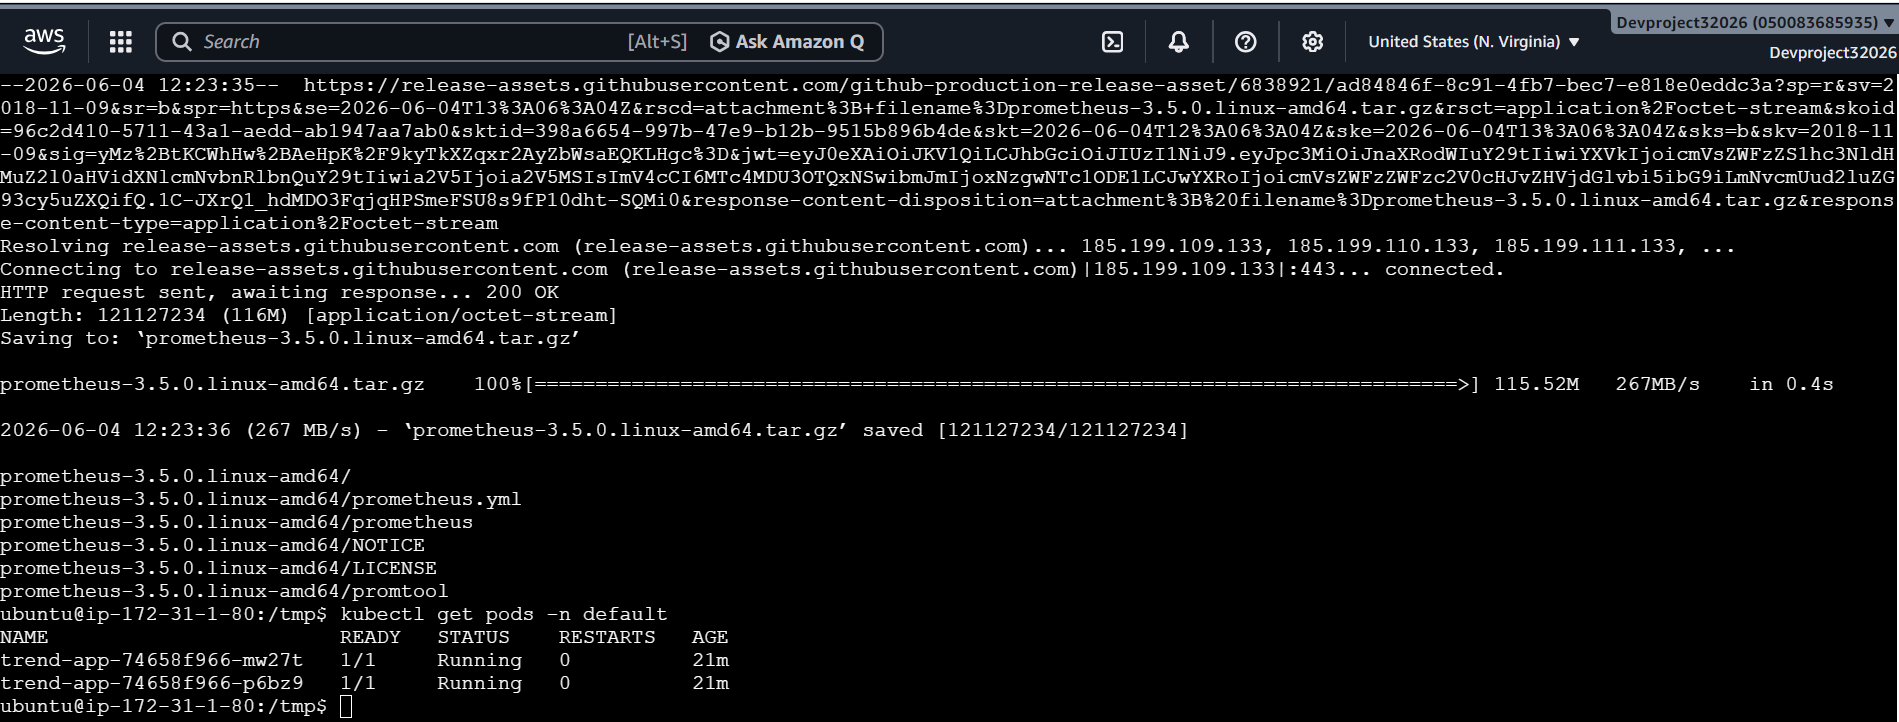 Devproject32026 (050083685935) ▼
aws
Search [Alt+S] Ask Amazon Q
United States (N. Virginia) ▼
Devproject32026
--2026-06-04 12:23:35--  https://release-assets.githubusercontent.com/github-production-release-asset/6838921/ad84846f-8c91-4fb7-bec7-e818e0eddc3a?sp=r&sv=2
018-11-09&sr=b&spr=https&se=2026-06-04T13%3A06%3A04Z&rscd=attachment%3B+filename%3Dprometheus-3.5.0.linux-amd64.tar.gz&rsct=application%2Foctet-stream&skoid
=96c2d410-5711-43a1-aedd-ab1947aa7ab0&sktid=398a6654-997b-47e9-b12b-9515b896b4de&skt=2026-06-04T12%3A06%3A04Z&ske=2026-06-04T13%3A06%3A04Z&sks=b&skv=2018-11
-09&sig=yMz%2BtKCWhHw%2BAeHpK%2F9kyTkXZqxr2AyZbWsaEQKLHgc%3D&jwt=eyJ0eXAiOiJKV1QiLCJhbGciOiJIUzI1NiJ9.eyJpc3MiOiJnaXRodWIuY29tIiwiYXVkIjoicmVsZWFzZS1hc3NldH
MuZ2l0aHVidXNlcmNvbnRlbnQuY29tIiwia2V5IjoIa2V5MSIsImV4cCI6MTc4MDU3OTQxNSwibmJmIjoxNzgwNTc1ODE1LCJwYXRoIjoicmVsZWFzZWFzc2V0cHJvZHVjdGlvbi5ibG9iLmNvcmUud2luZG
93cy5uZXQifQ.1C-JXrQ1_hdMDO3FqjqHPSmeFSU8s9fP10dht-SQMi0&response-content-disposition=attachment%3B%20filename%3Dprometheus-3.5.0.linux-amd64.tar.gz&respons
e-content-type=application%2Foctet-stream
Resolving release-assets.githubusercontent.com (release-assets.githubusercontent.com)... 185.199.109.133, 185.199.110.133, 185.199.111.133, ...
Connecting to release-assets.githubusercontent.com (release-assets.githubusercontent.com)|185.199.109.133|:443... connected.
HTTP request sent, awaiting response... 200 OK
Length: 121127234 (116M) [application/octet-stream]
Saving to: ‘prometheus-3.5.0.linux-amd64.tar.gz’
prometheus-3.5.0.linux-amd64.tar.gz    100%[============================================================================>] 115.52M   267MB/s    in 0.4s
2026-06-04 12:23:36 (267 MB/s) - ‘prometheus-3.5.0.linux-amd64.tar.gz’ saved [121127234/121127234]
prometheus-3.5.0.linux-amd64/
prometheus-3.5.0.linux-amd64/prometheus.yml
prometheus-3.5.0.linux-amd64/prometheus
prometheus-3.5.0.linux-amd64/NOTICE
prometheus-3.5.0.linux-amd64/LICENSE
prometheus-3.5.0.linux-amd64/promtool
ubuntu@ip-172-31-1-80:/tmp$ kubectl get pods -n default
NAME                        READY   STATUS    RESTARTS   AGE
trend-app-74658f966-mw27t   1/1     Running   0          21m
trend-app-74658f966-p6bz9   1/1     Running   0          21m
ubuntu@ip-172-31-1-80:/tmp$